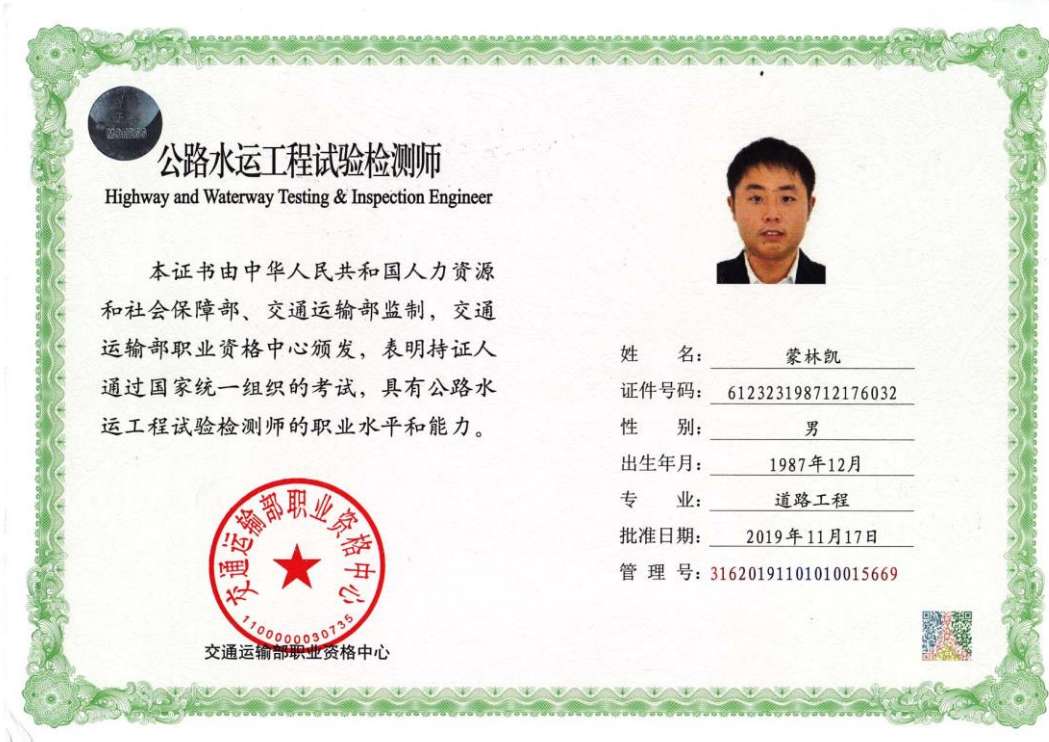 MOHRSS
公路水运工程试验检测师
Highway and Waterway Testing & Inspection Engineer
本证书由中华人民共和国人力资源
和社会保障部、交通运输部监制，交通
运输部职业资格中心颁发，表明持证人
通过国家统一组织的考试，具有公路水
运工程试验检测师的职业水平和能力。
交通运输部职业资格中心
1100000030735
交通运输部职业资格中心
姓 名： 蒙林凯
证件号码： 612323198712176032
性 别： 男
出生年月： 1987年12月
专 业： 道路工程
批准日期： 2019年11月17日
管 理 号： 31620191101010015669